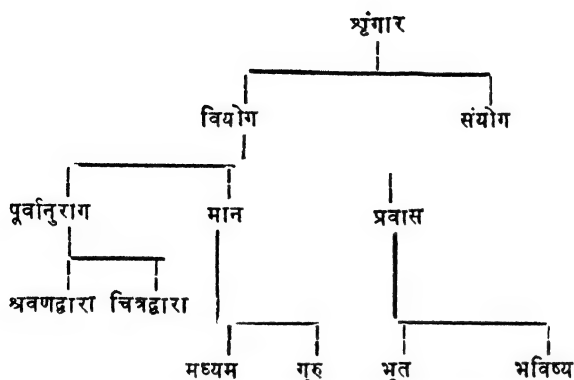 शृंगार
वियोग संयोग
पूर्वानुराग मान प्रवास
श्रवणद्वारा चित्रद्वारा
मध्यम गुरु भूत भविष्य